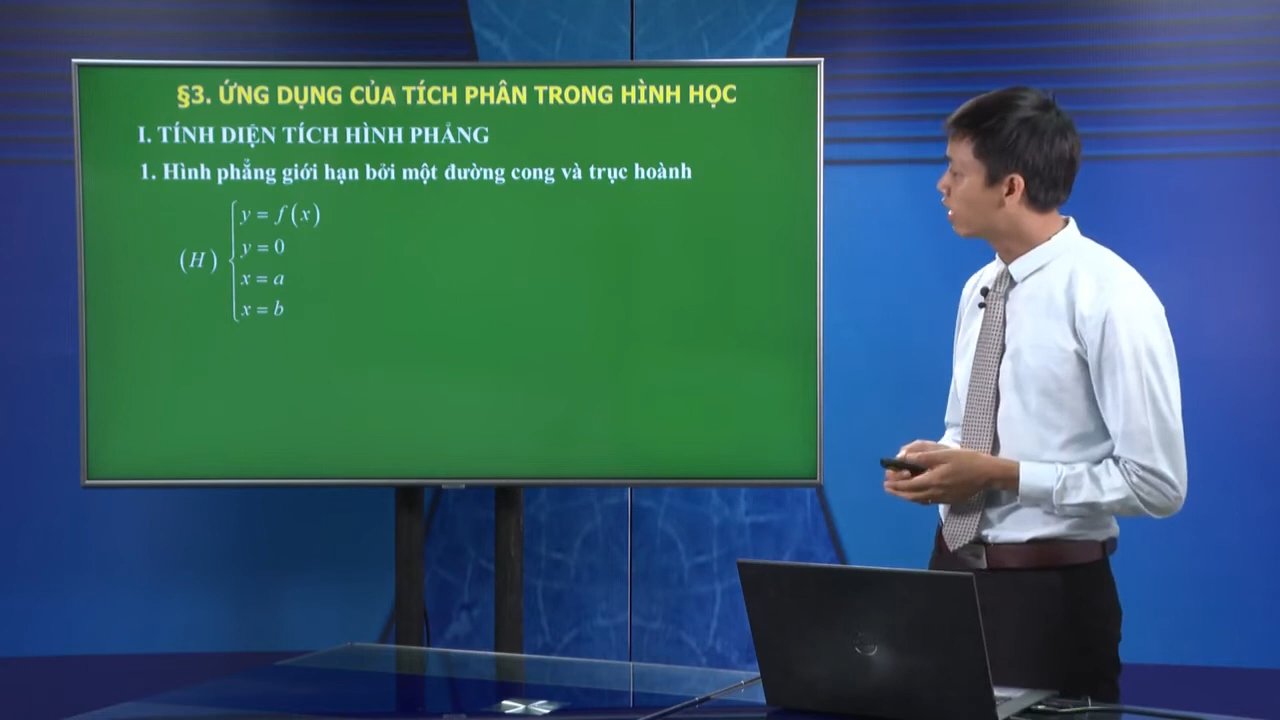 §3. ỨNG DỤNG CỦA TÍCH PHÂN TRONG HÌNH HỌC
I. TÍNH DIỆN TÍCH HÌNH PHẲNG
1. Hình phẳng giới hạn bởi một đường cong và trục hoành
y = f(x)
y = 0
(H)
x = a
x = b